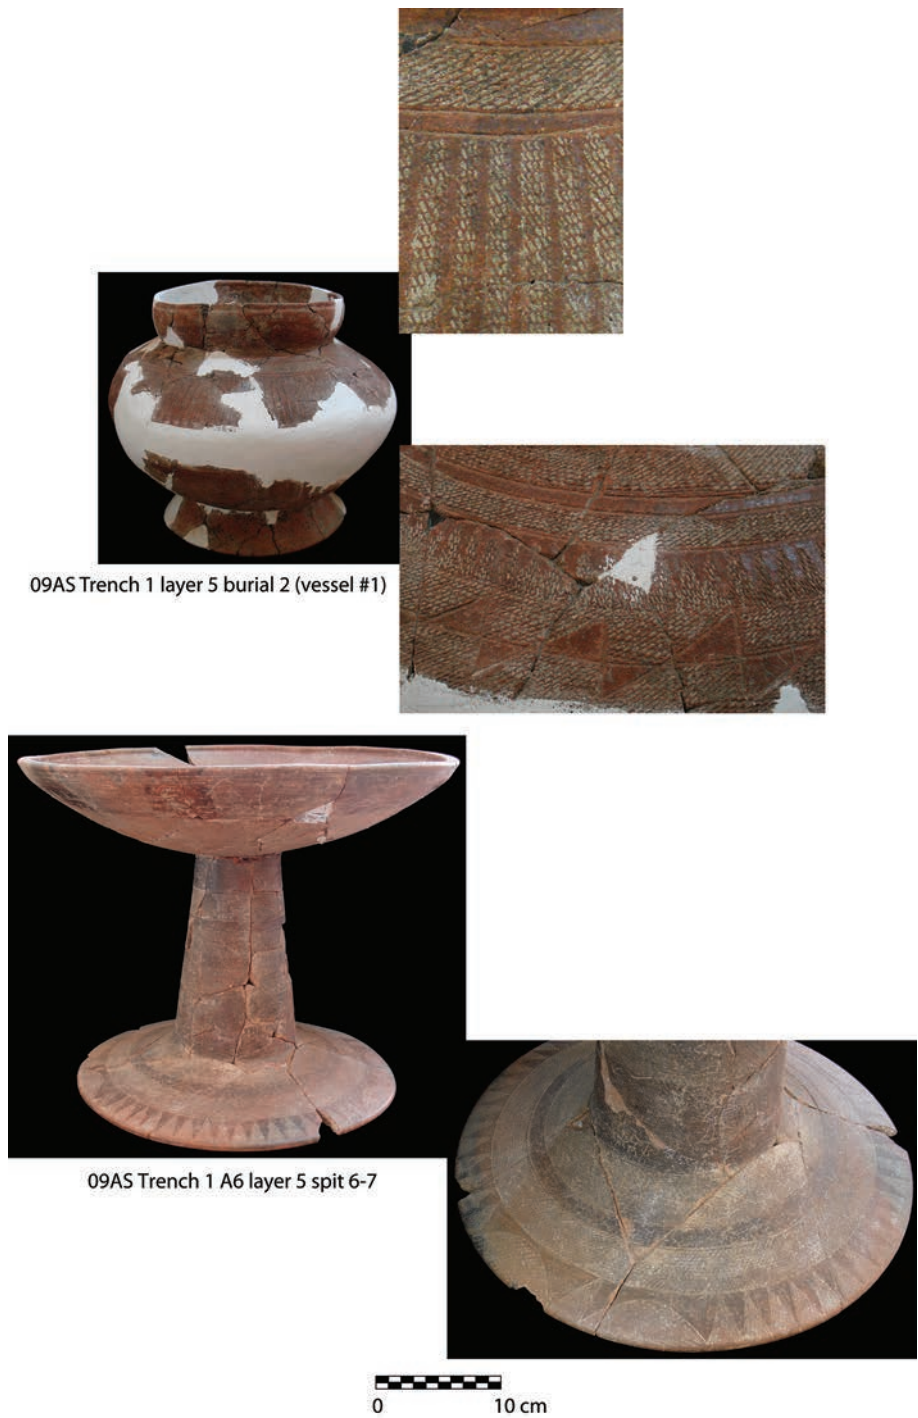 09AS Trench 1 layer 5 burial 2 (vessel #1)
09AS Trench 1 A6 layer 5 spit 6-7
0 10 cm